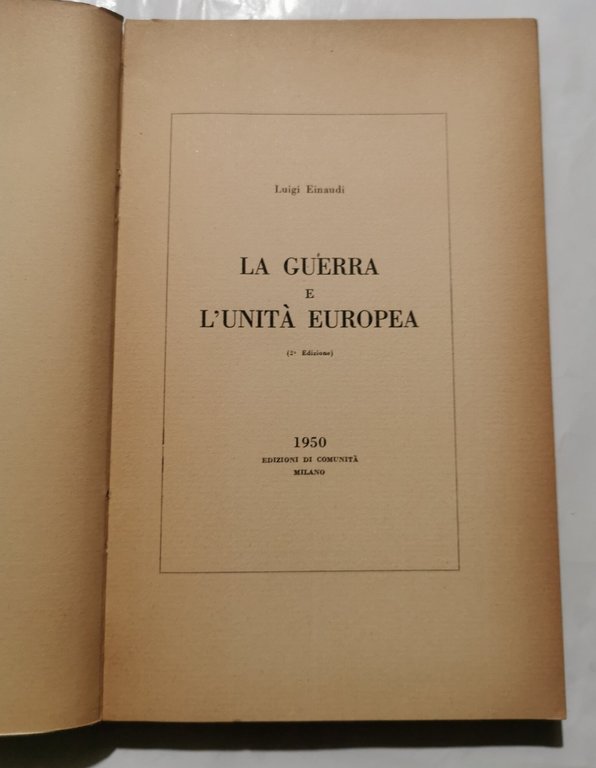 Luigi Einaudi
LA GUERRA
E
L'UNITÀ EUROPEA
(2ª Edizione)
1950
EDIZIONI DI COMUNITÀ
MILANO